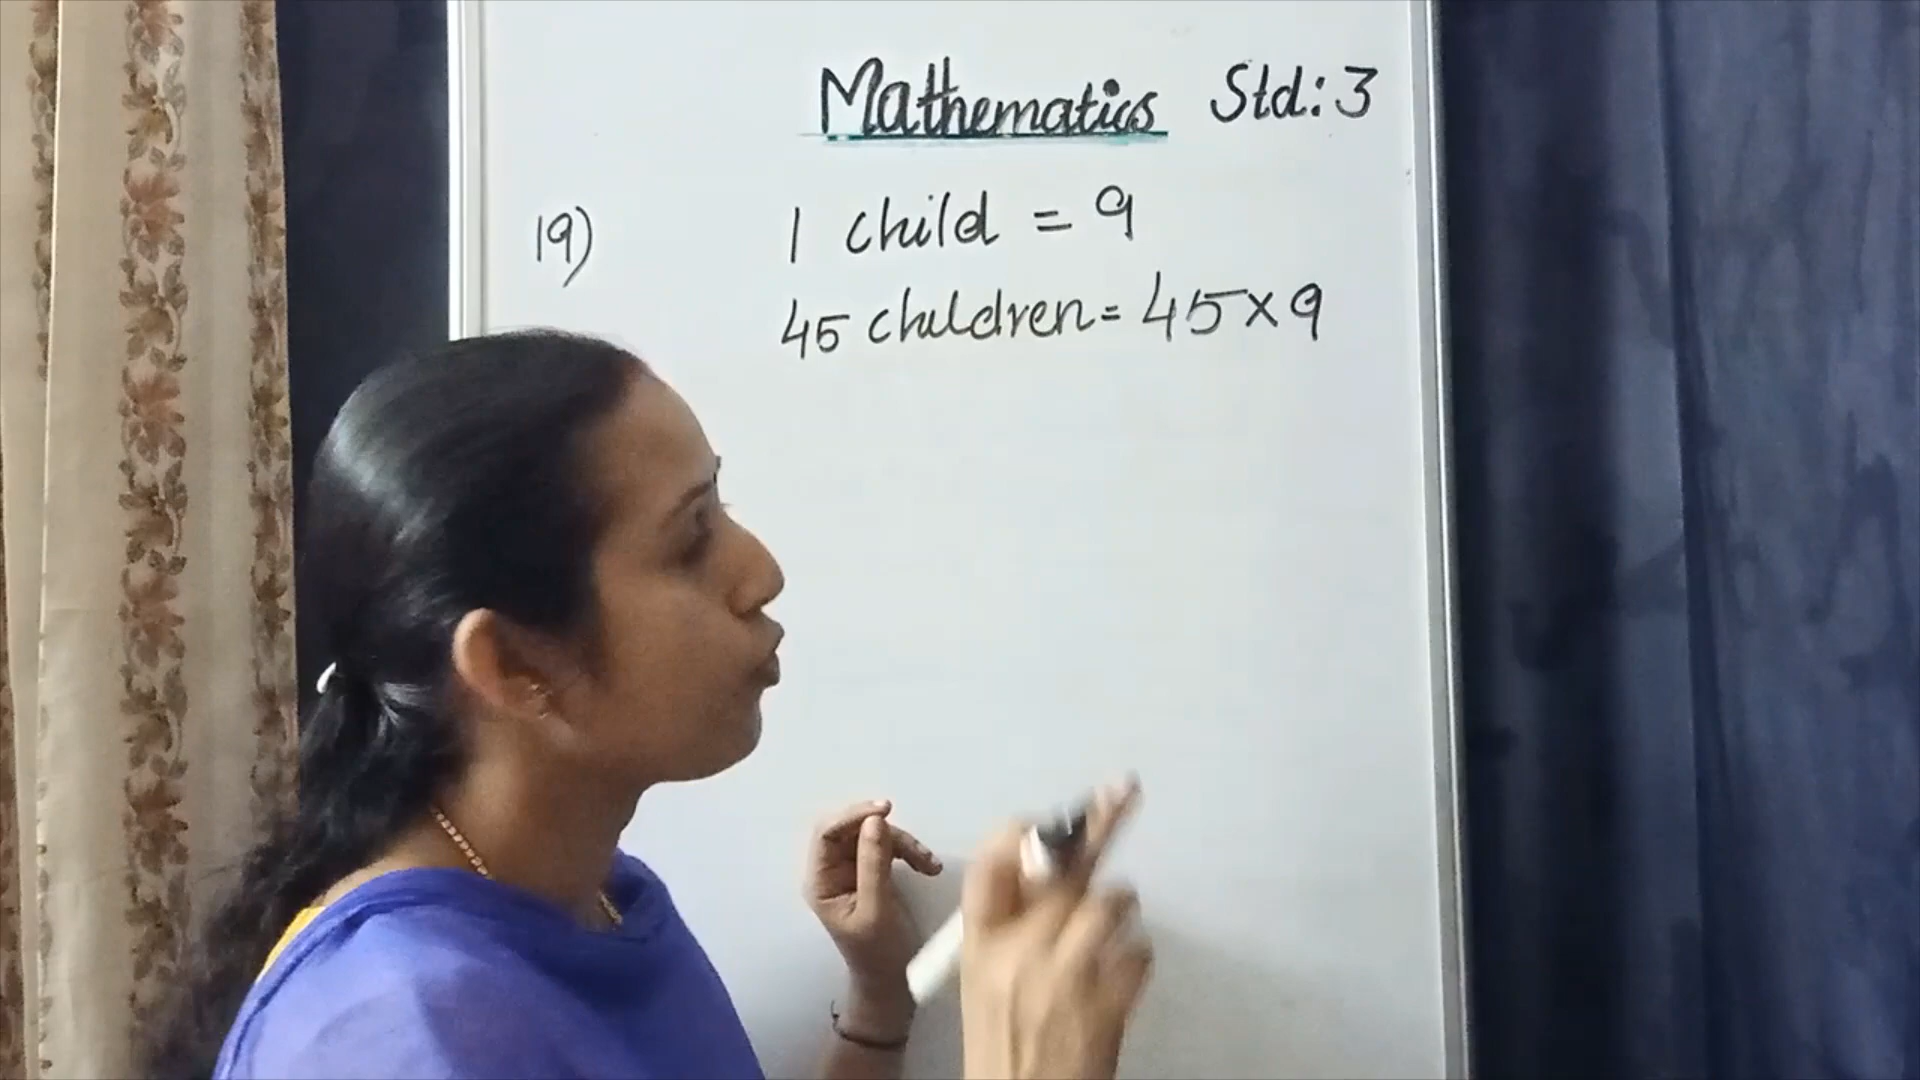 Mathematics Std: 3
19) 1 child = 9
45 children = 45 x 9